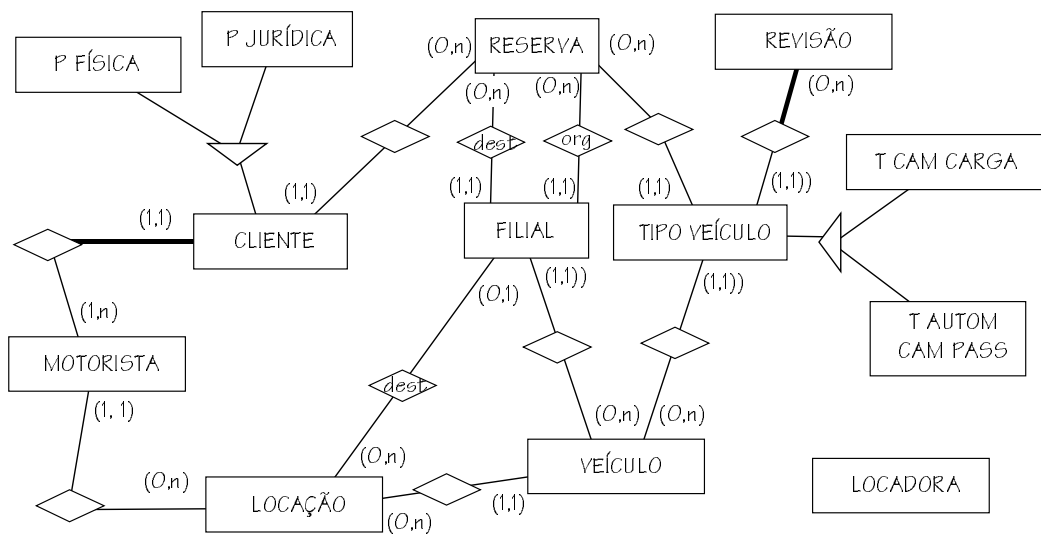 P JURÍDICA
P FÍSICA
(0,n)
RESERVA
(0,n)
REVISÃO
(0,n)
(0,n)
(0,n)
dest
org
T CAM CARGA
(1,1)
(1,1)
(1,1)
(1,1)
(1,1))
(1,1)
CLIENTE
FILIAL
TIPO VEÍCULO
(0,1)
(1,1))
(1,1))
(1,n)
T AUTOM
CAM PASS
MOTORISTA
dest
(1, 1)
(0,n)
(0,n)
(0,n)
(0,n)
VEÍCULO
LOCAÇÃO
(0,n)
(1,1)
LOCADORA